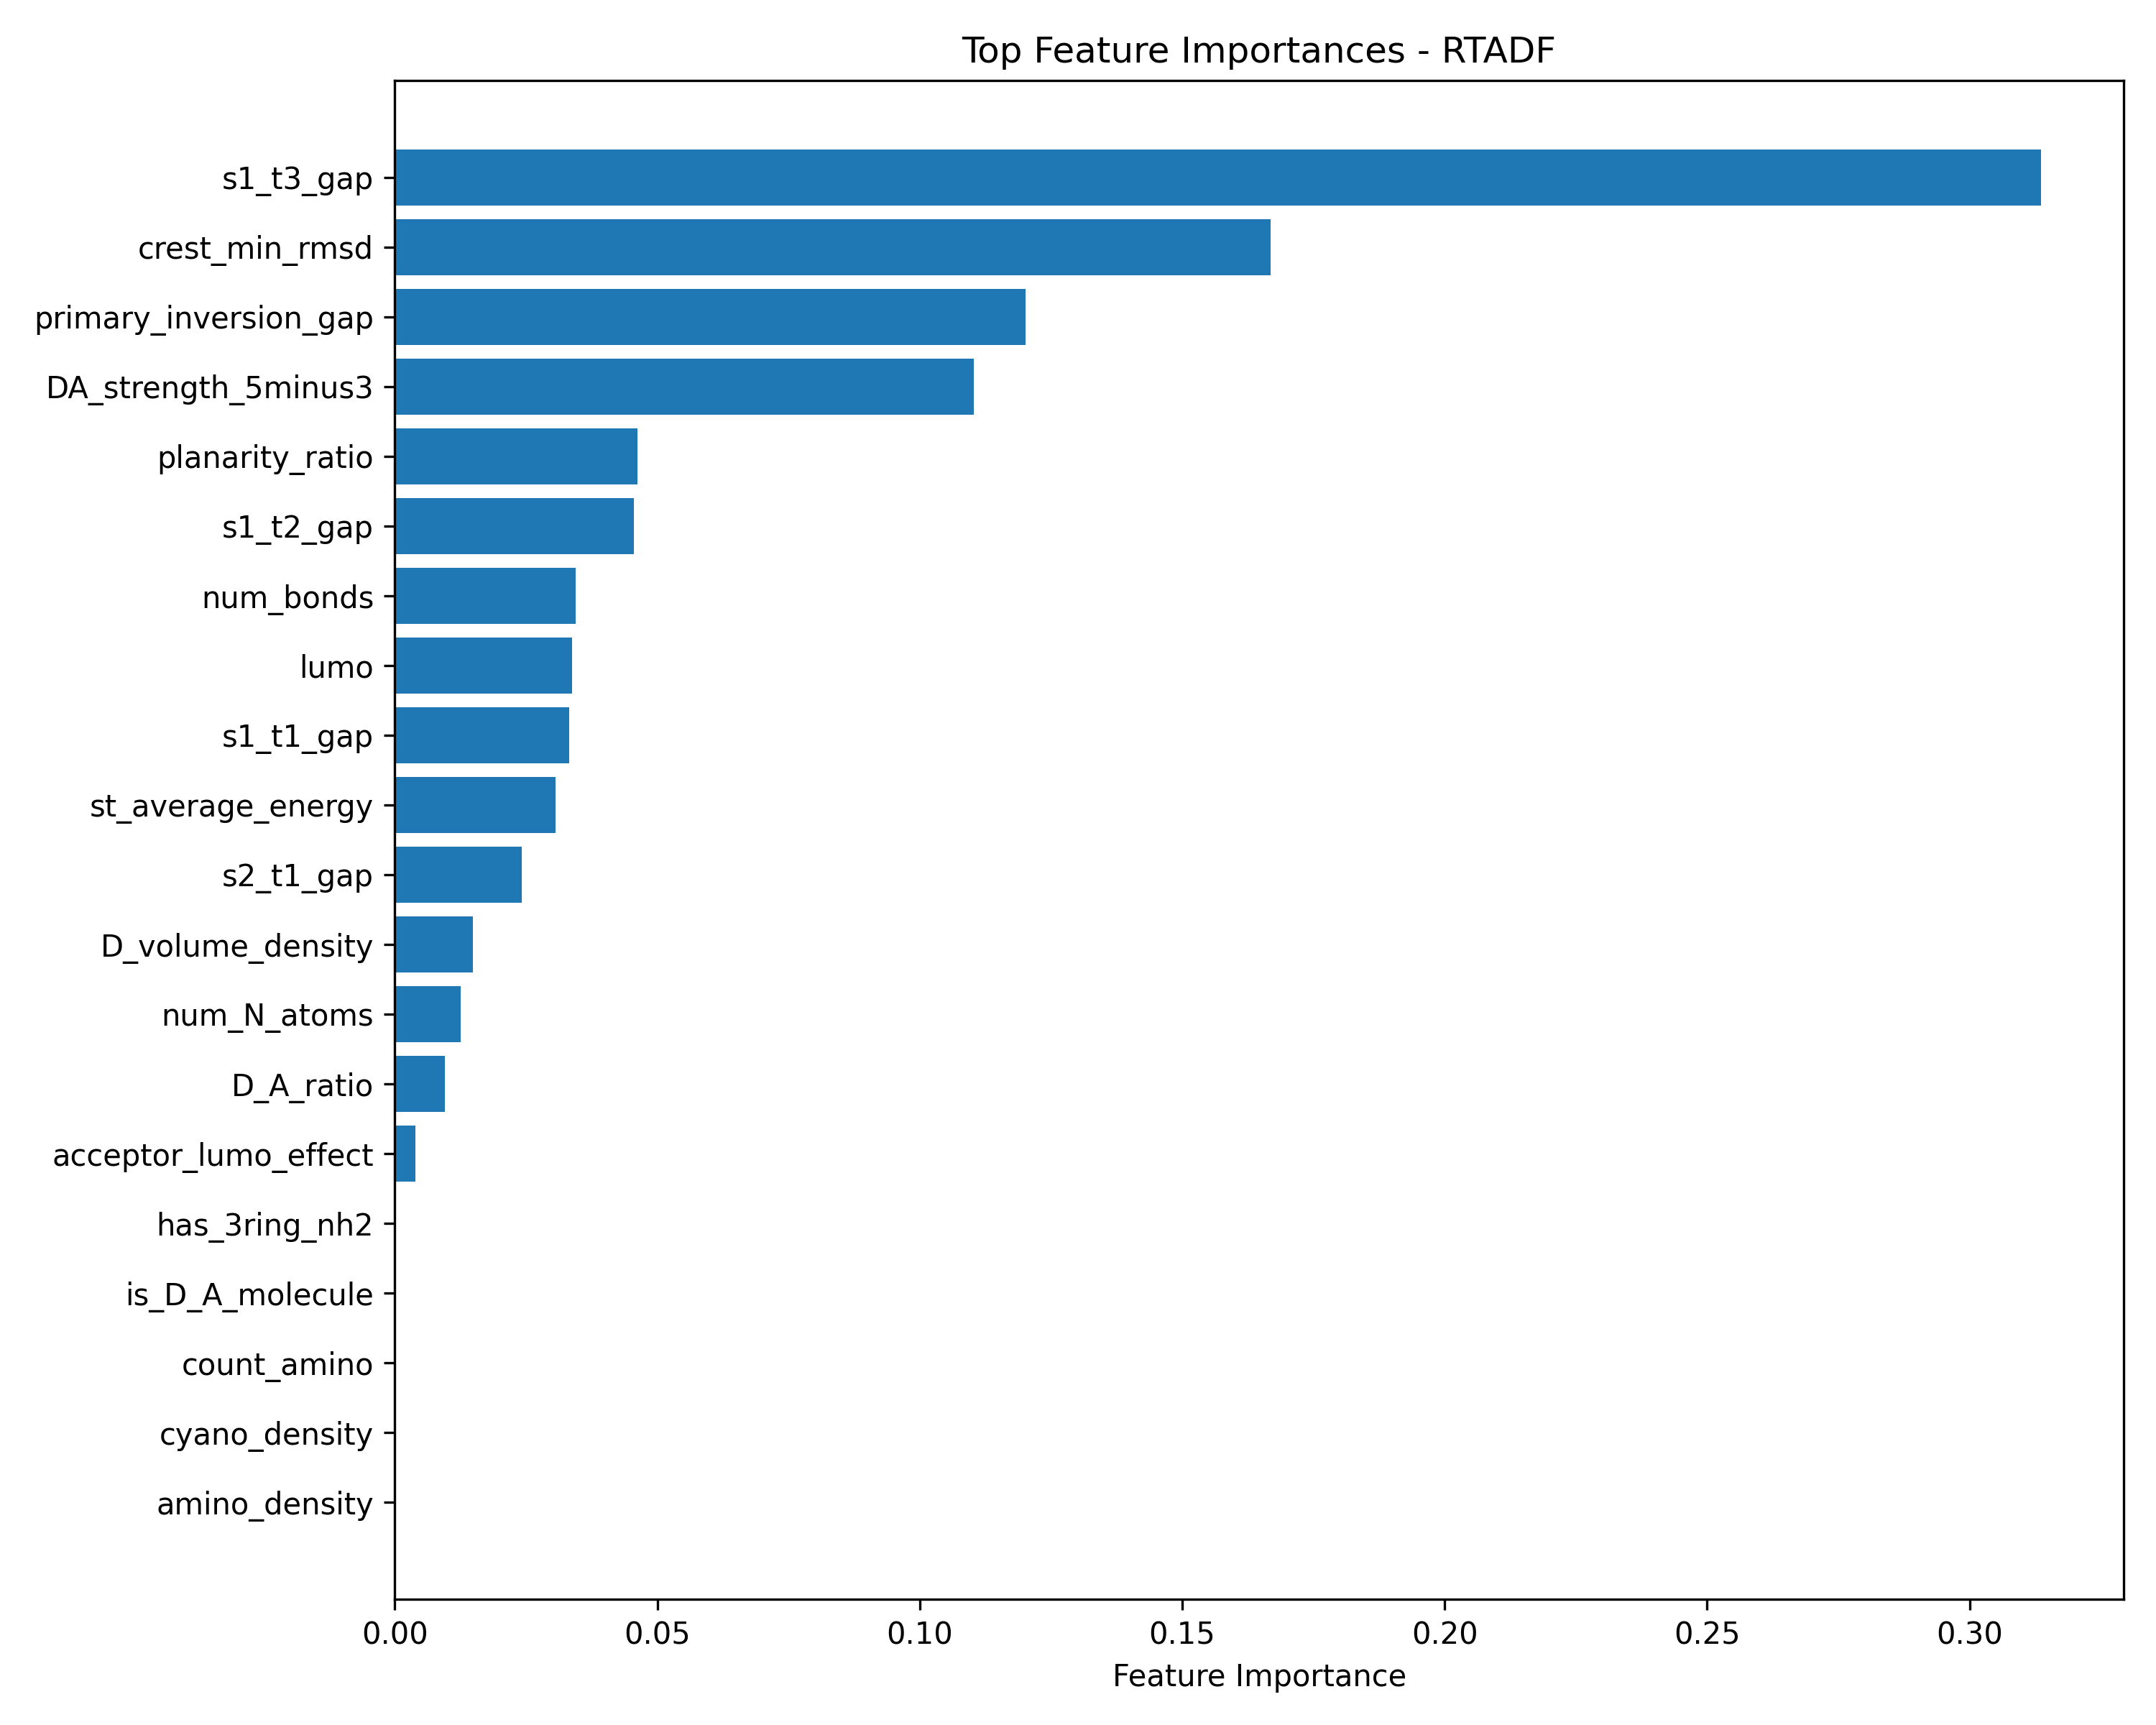 Top Feature Importances - RTADF
s1_t3_gap
crest_min_rmsd
primary_inversion_gap
DA_strength_5minus3
planarity_ratio
s1_t2_gap
num_bonds
lumo
s1_t1_gap
st_average_energy
s2_t1_gap
D_volume_density
num_N_atoms
D_A_ratio
acceptor_lumo_effect
has_3ring_nh2
is_D_A_molecule
count_amino
cyano_density
amino_density
0.00 0.05 0.10 0.15 0.20 0.25 0.30
Feature Importance